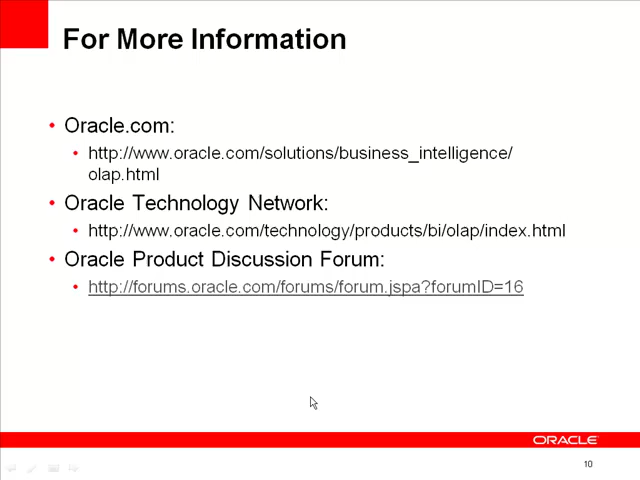 For More Information
• Oracle.com:
• http://www.oracle.com/solutions/business_intelligence/
olap.html
• Oracle Technology Network:
• http://www.oracle.com/technology/products/bi/olap/index.html
• Oracle Product Discussion Forum:
• http://forums.oracle.com/forums/forum.jspa?forumID=16
ORACLE
10